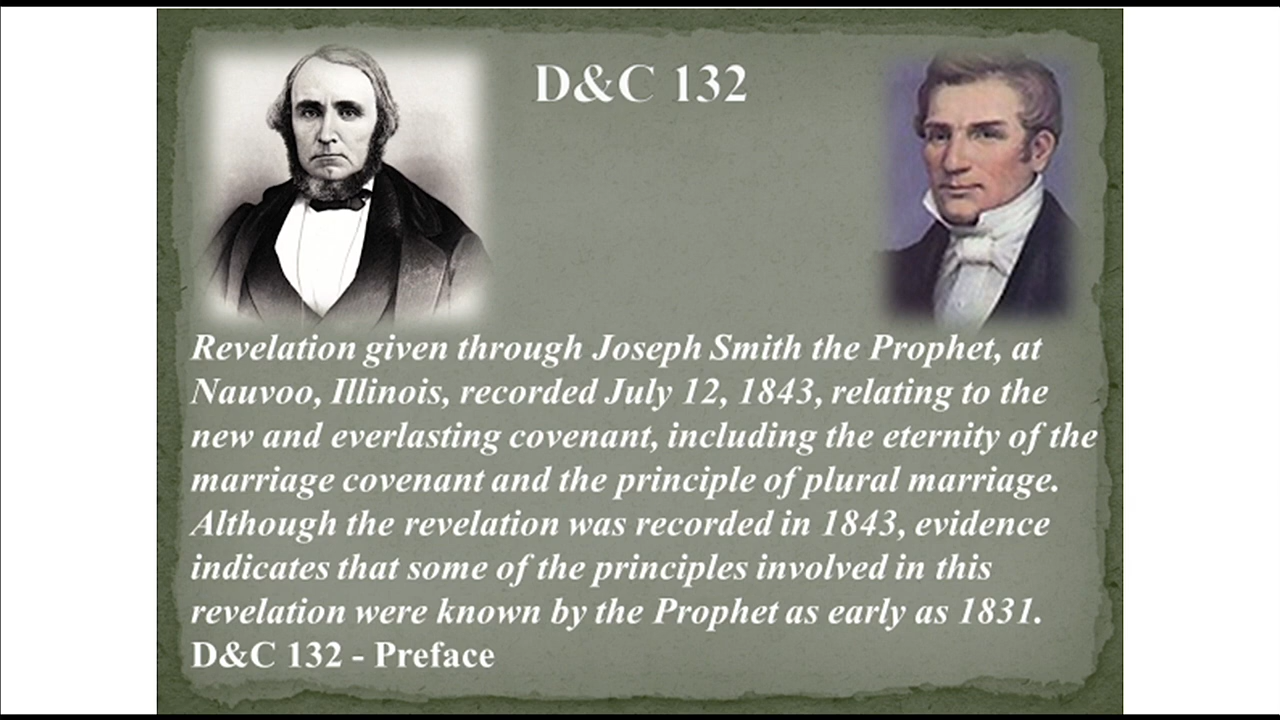 D&C 132
Revelation given through Joseph Smith the Prophet, at
Nauvoo, Illinois, recorded July 12, 1843, relating to the
new and everlasting covenant, including the eternity of the
marriage covenant and the principle of plural marriage.
Although the revelation was recorded in 1843, evidence
indicates that some of the principles involved in this
revelation were known by the Prophet as early as 1831.
D&C 132 - Preface